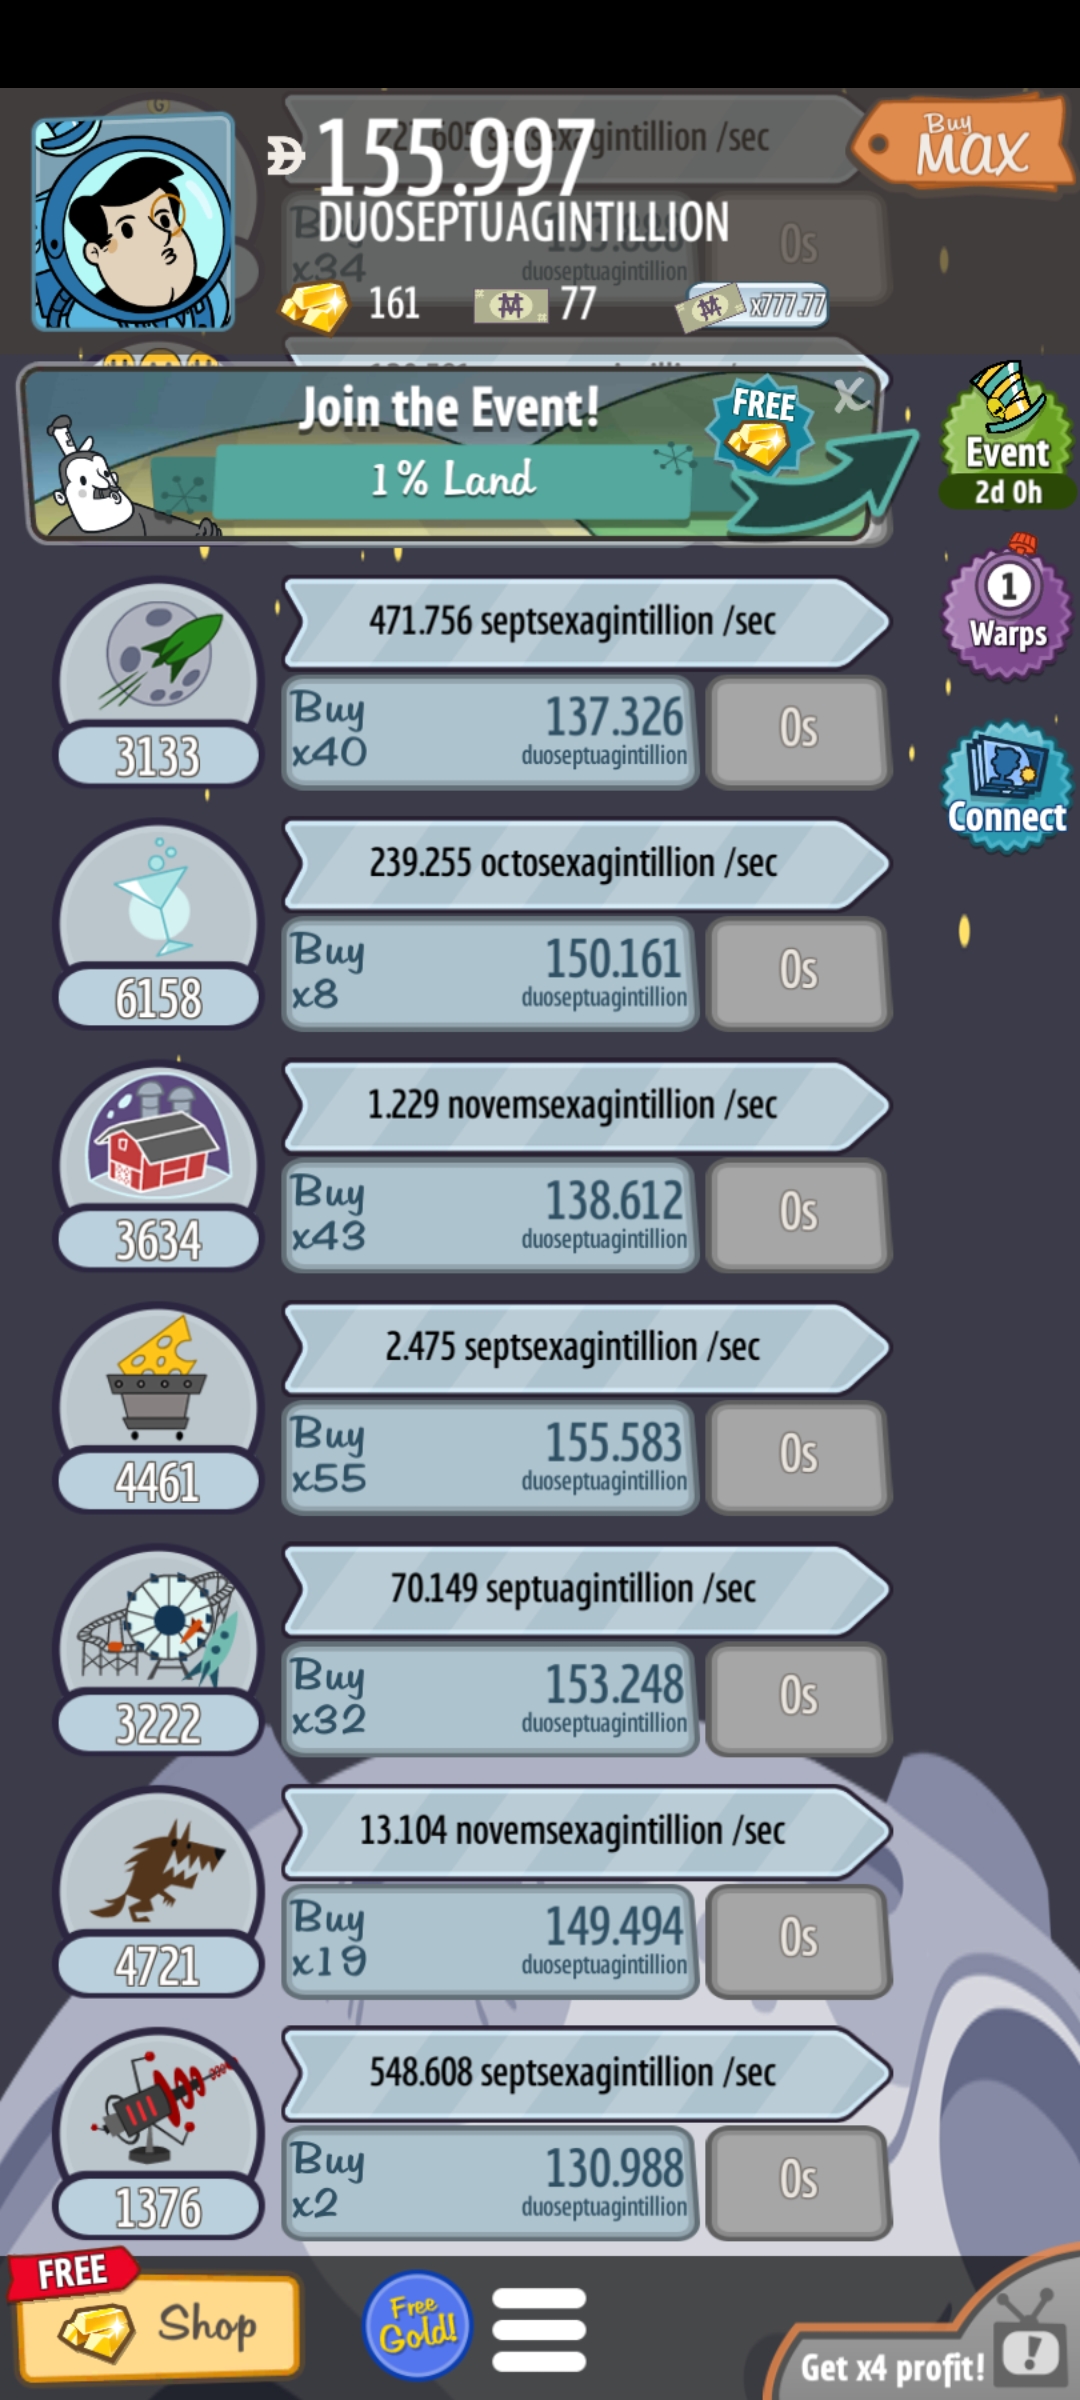 155.997
DUOSEPTUAGINTILLION
Buy
MAX
/sec
x34
duoseptuagintillion
0s
161
77
x777.77
Join the Event!
FREE
X
1% Land
Event
2d 0h
1
Warps
Connect
471.756 septsexagintillion /sec
Buy
x40
137.326
duoseptuagintillion
0s
3133
239.255 octosexagintillion /sec
Buy
x8
150.161
duoseptuagintillion
0s
6158
1.229 novemsexagintillion /sec
Buy
x43
138.612
duoseptuagintillion
0s
3634
2.475 septsexagintillion /sec
Buy
x55
155.583
duoseptuagintillion
0s
4461
70.149 septuagintillion /sec
Buy
x32
153.248
duoseptuagintillion
0s
3222
13.104 novemsexagintillion /sec
Buy
x19
149.494
duoseptuagintillion
0s
4721
548.608 septsexagintillion /sec
Buy
x2
130.988
duoseptuagintillion
0s
1376
FREE
Shop
Free
Gold!
Get x4 profit!